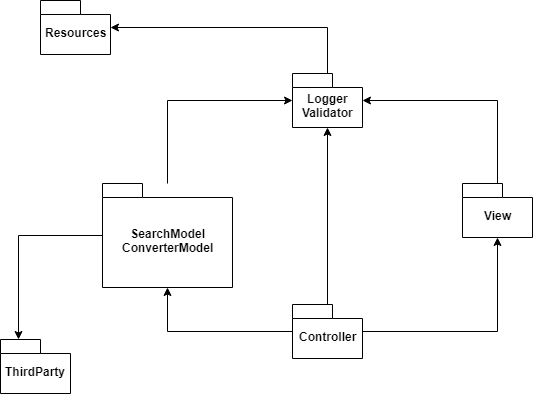 Resources
Logger
Validator
SearchModel
ConverterModel
View
Controller
ThirdParty